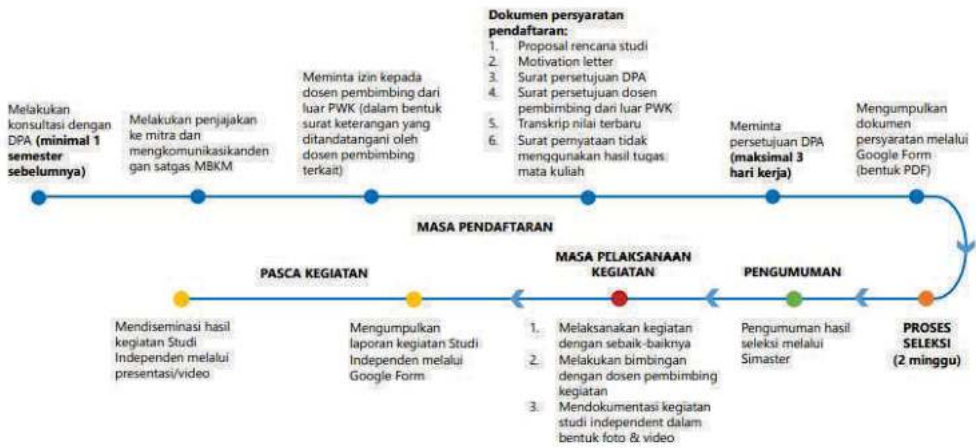 Melakukan
konsultasi dengan
DPA (minimal 1
semester
sebelumnya)
Melakukan penjajakan
ke mitra dan
mengkomunikasikanden
gan satgas MBKM
Meminta izin kepada
dosen pembimbing dari
luar PWK (dalam bentuk
surat keterangan yang
ditandatangani oleh
dosen pembimbing
terkait)
Dokumen persyaratan
pendaftaran:
1. Proposal rencana studi
2. Motivation letter
3. Surat persetujuan DPA
4. Surat persetujuan dosen
pembimbing dari luar PWK
5. Transkrip nilai terbaru
6. Surat pernyataan tidak
menggunakan hasil tugas
mata kuliah
Meminta
persetujuan DPA
(maksimal 3
hari kerja)
Mengumpulkan
dokumen
persyaratan melalui
Google Form
(bentuk PDF)
MASA PENDAFTARAN
PROSES
SELEKSI
(2 minggu)
PENGUMUMAN
Pengumuman hasil
seleksi melalui
Simaster
MASA PELAKSANAAN
KEGIATAN
1. Melaksanakan kegiatan
dengan sebaik-baiknya
2. Melakukan bimbingan
dengan dosen pembimbing
kegiatan
3. Mendokumentasi kegiatan
studi independent dalam
bentuk foto & video
PASCA KEGIATAN
Mengumpulkan
laporan kegiatan Studi
Independen melalui
Google Form
Mendiseminasi hasil
kegiatan Studi
Independen melalui
presentasi/video